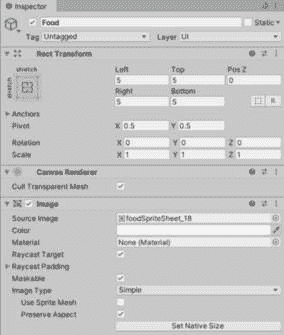 Inspector
Food
Static
Tag Untagged Layer UI
Rect Transform
stretch Left Top Pos Z
stretch 5 5 0
Right Bottom
5 5 R
Anchors
Pivot X 0.5 Y 0.5
Rotation X 0 Y 0 Z 0
Scale X 1 Y 1 Z 1
Canvas Renderer
Cull Transparent Mesh
Image
Source Image foodSpriteSheet_18
Color
Material None (Material)
Raycast Target
Raycast Padding
Maskable
Image Type Simple
Use Sprite Mesh
Preserve Aspect
Set Native Size